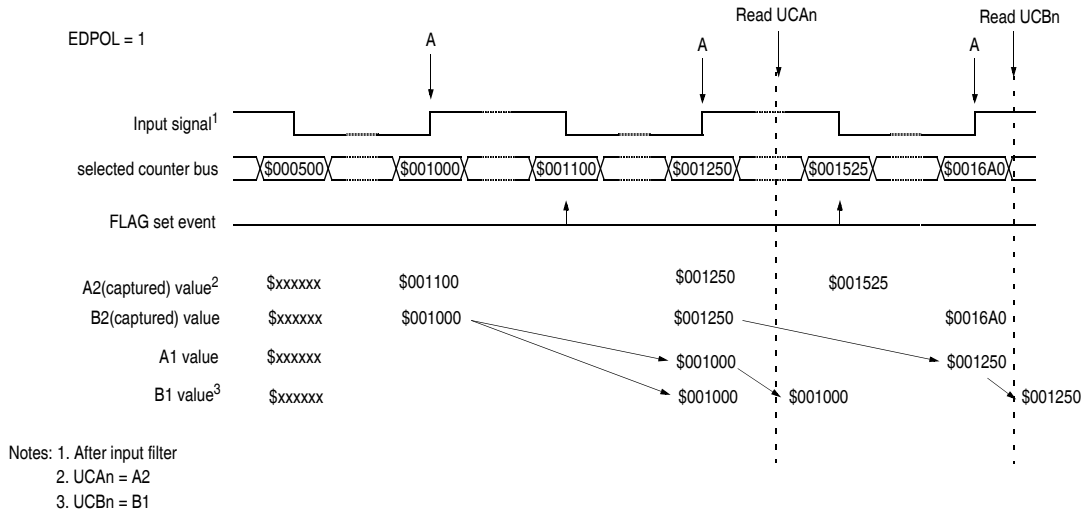 Read UCAn
Read UCBn
EDPOL = 1
A
A
A
Input signal1
selected counter bus
$000500
$001000
$001100
$001250
$001525
$0016A0
FLAG set event
A2(captured) value2
$xxxxxx
$001100
$001250
$001525
B2(captured) value
$xxxxxx
$001000
$001250
$0016A0
A1 value
$xxxxxx
$001000
$001250
B1 value3
$xxxxxx
$001000
$001000
$001250
Notes: 1. After input filter
2. UCAn = A2
3. UCBn = B1